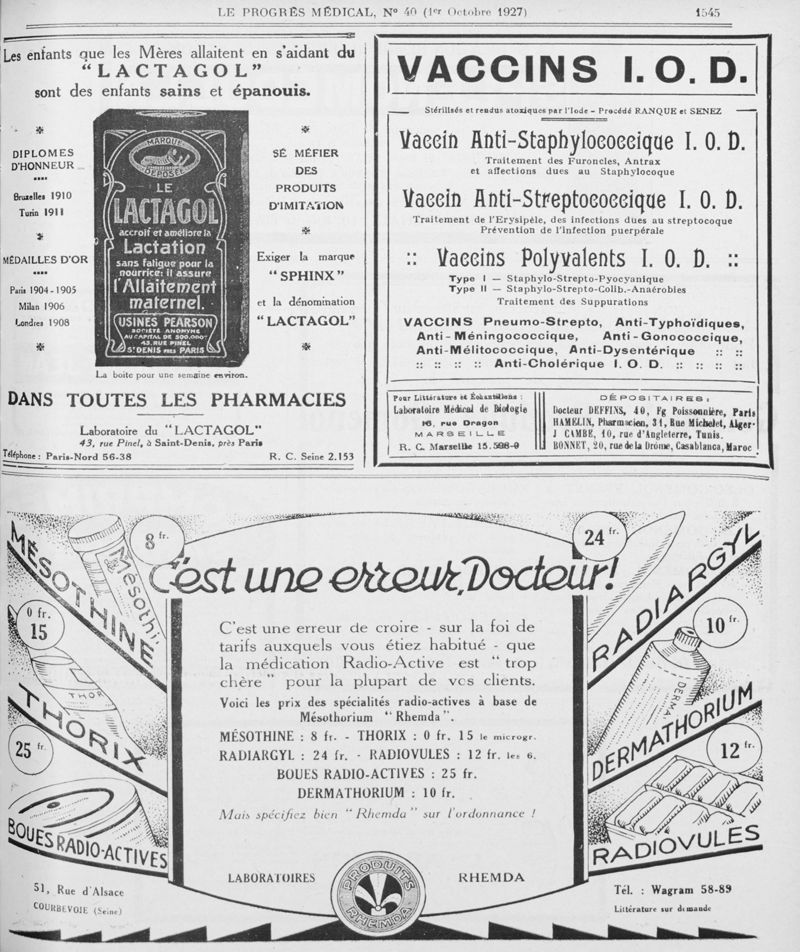 LE PROGRÈS MÉDICAL, N° 40 (1er Octobre 1927)
1545
Les enfants que les Mères allaitent en s'aidant du
"LACTAGOL"
sont des enfants sains et épanouis.
DIPLOMES
D'HONNEUR
Bruxelles 1910
Turin 1911
MÉDAILLES D'OR
Paris 1904-1905
Milan 1906
Londres 1908
MARQUE
DÉPOSÉE
LE
LACTAGOL
accroît et améliore la
Lactation
sans fatigue pour la
nourrice: il assure
l'Allaitement
maternel.
USINES PEARSON
SOCIÉTÉ ANONYME
AU CAPITAL DE 500.000F
43, RUE PINEL
ST DENIS PRÈS PARIS
SÉ MÉFIER
DES
PRODUITS
D'IMITATION
Exiger la marque
"SPHINX"
et la dénomination
"LACTAGOL"
La boite pour une semaine environ.
DANS TOUTES LES PHARMACIES
Laboratoire du "LACTAGOL"
43, rue Pinel, à Saint-Denis, près Paris
Téléphone : Paris-Nord 56-38
R. C. Seine 2.153
VACCINS I. O. D.
Stérilisés et rendus atoxiques par l'Iode - Procédé RANQUE et SENEZ
Vaccin Anti-Staphylococcique I. O. D.
Traitement des Furoncles, Antrax
et affections dues au Staphylocoque
Vaccin Anti-Streptococcique I. O. D.
Traitement de l'Erysipèle, des infections dues au streptocoque
Prévention de l'infection puerpérale
:: Vaccins Polyvalents I. O. D. ::
Type I — Staphylo-Strepto-Pyocyanique
Type II — Staphylo-Strepto-Colib.-Anaérobies
Traitement des Suppurations
VACCINS Pneumo-Strepto, Anti-Typhoïdiques,
Anti-Méningococcique, Anti-Gonococcique,
Anti-Mélitococcique, Anti-Dysentérique :: ::
:: :: :: :: Anti-Cholérique I. O. D. :: :: :: ::
Pour Littérature et Échantillons :
Laboratoire Médical de Biologie
16, rue Dragon
MARSEILLE
R. C. Marseille 15.598-9
DÉPOSITAIRES :
Docteur DEFFINS, 40, Fg Poissonnière, Paris
HAMELIN, Pharmacien, 31, Rue Michelet, Alger
J CAMBE, 10, rue d'Angleterre, Tunis.
BONNET, 20, rue de la Drôme, Casablanca, Maroc
MÉSOTHINE
8 fr.
Mésothi
0 fr.
15
THOR
THORIX
25 fr.
BOUES RADIO-ACTIVES
C'est une erreur, Docteur!
C'est une erreur de croire - sur la foi de
tarifs auxquels vous étiez habitué - que
la médication Radio-Active est "trop
chère" pour la plupart de vos clients.
Voici les prix des spécialités radio-actives à base de
Mésothorium "Rhemda".
MÉSOTHINE : 8 fr. - THORIX : 0 fr. 15 le microgr.
RADIARGYL : 24 fr. - RADIOVULES : 12 fr. les 6.
BOUES RADIO-ACTIVES : 25 fr.
DERMATHORIUM : 10 fr.
Mais spécifiez bien "Rhemda" sur l'ordonnance !
24 fr.
RADIARGYL
10 fr.
DERMA
DERMATHORIUM
12 fr.
RADIOVULES
LABORATOIRES
RHEMDA
PRODUITS
RHEMDA
51, Rue d'Alsace
COURBEVOIE (Seine)
Tél. : Wagram 58-89
Littérature sur demande